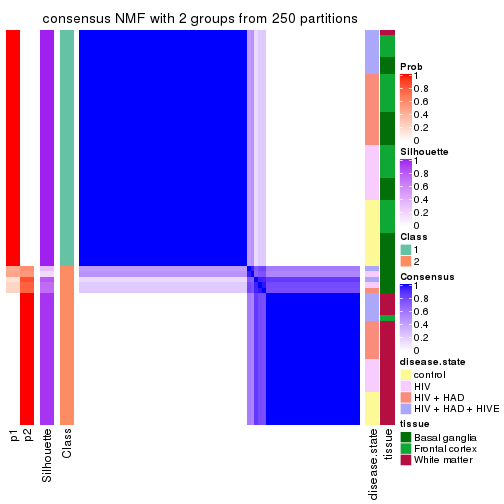 consensus NMF with 2 groups from 250 partitions
Prob
1
0.8
0.6
0.4
0.2
0
Silhouette
1
0.8
0.6
0.4
0.2
0
Class
1
2
Consensus
1
0.8
0.6
0.4
0.2
0
disease.state
control
HIV
HIV + HAD
HIV + HAD + HIVE
tissue
Basal ganglia
Frontal cortex
White matter
p1
p2
Silhouette
Class
disease.state
tissue